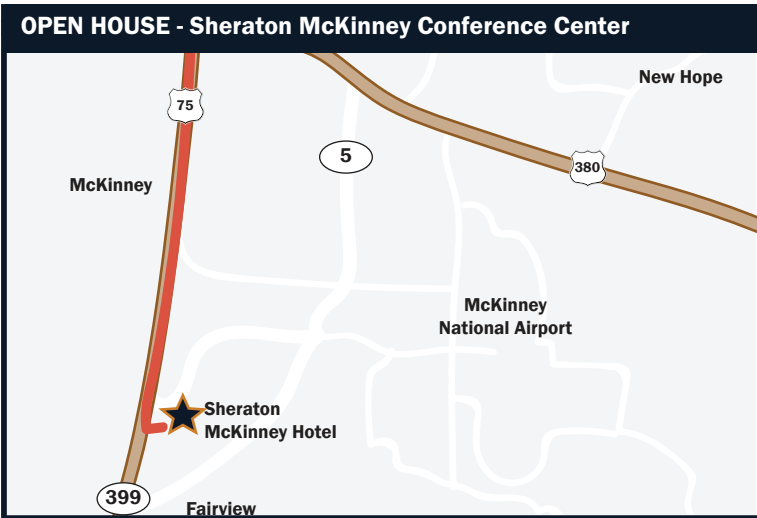 OPEN HOUSE - Sheraton McKinney Conference Center
New Hope
75
5
380
McKinney
McKinney
National Airport
Sheraton
McKinney Hotel
399
Fairview